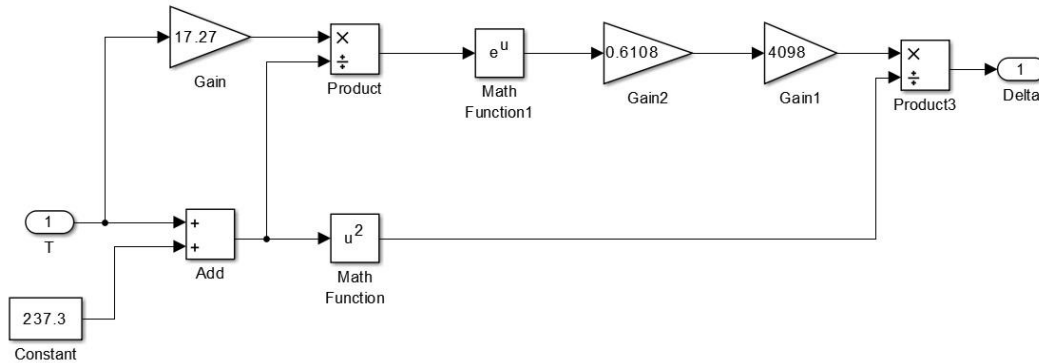 17.27
Gain
×
÷
Product
e^u
Math
Function1
0.6108
Gain2
4098
Gain1
×
÷
Product3
1
Delta
1
T
+
+
Add
u^2
Math
Function
237.3
Constant